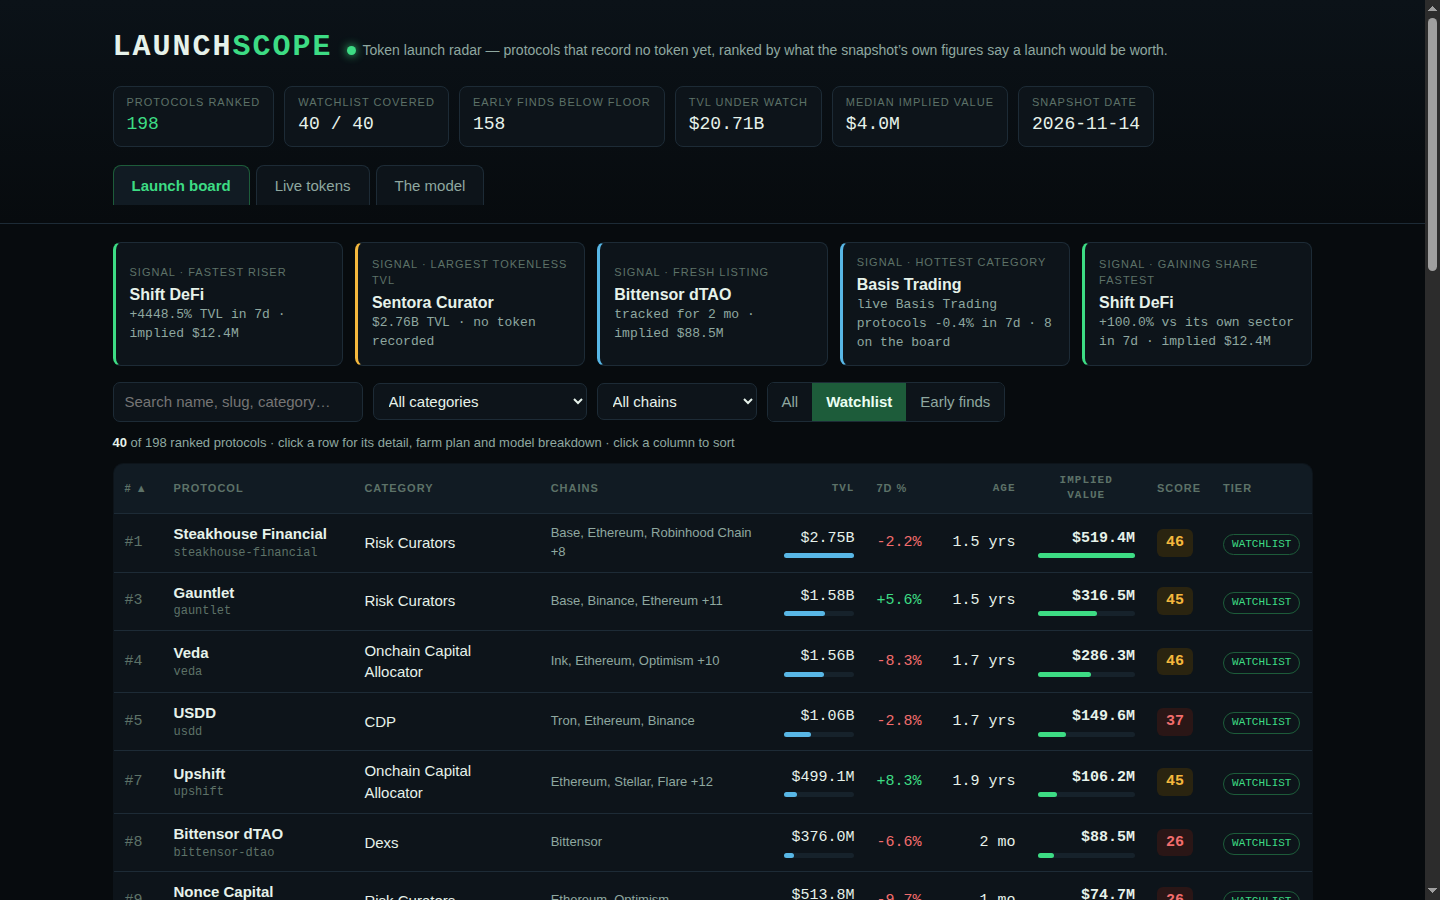 LAUNCHSCOPE Token launch radar — protocols that record no token yet, ranked by what the snapshot's own figures say a launch would be worth.
PROTOCOLS RANKED
198
WATCHLIST COVERED
40 / 40
EARLY FINDS BELOW FLOOR
158
TVL UNDER WATCH
$20.71B
MEDIAN IMPLIED VALUE
$4.0M
SNAPSHOT DATE
2026-11-14
Launch board
Live tokens
The model
SIGNAL · FASTEST RISER
Shift DeFi
+4448.5% TVL in 7d ·
implied $12.4M
SIGNAL · LARGEST TOKENLESS
TVL
Sentora Curator
$2.76B TVL · no token
recorded
SIGNAL · FRESH LISTING
Bittensor dTAO
tracked for 2 mo ·
implied $88.5M
SIGNAL · HOTTEST CATEGORY
Basis Trading
live Basis Trading
protocols -0.4% in 7d · 8
on the board
SIGNAL · GAINING SHARE
FASTEST
Shift DeFi
+100.0% vs its own sector
in 7d · implied $12.4M
Search name, slug, category…
All categories
All chains
All
Watchlist
Early finds
40 of 198 ranked protocols · click a row for its detail, farm plan and model breakdown · click a column to sort
# ▲ PROTOCOL CATEGORY CHAINS TVL 7D % AGE IMPLIED VALUE SCORE TIER
#1 Steakhouse Financial Risk Curators Base, Ethereum, Robinhood Chain $2.75B -2.2% 1.5 yrs $519.4M 46 WATCHLIST
steakhouse-financial +8
#3 Gauntlet Risk Curators Base, Binance, Ethereum +11 $1.58B +5.6% 1.5 yrs $316.5M 45 WATCHLIST
gauntlet
#4 Veda Onchain Capital Ink, Ethereum, Optimism +10 $1.56B -8.3% 1.7 yrs $286.3M 46 WATCHLIST
veda Allocator
#5 USDD CDP Tron, Ethereum, Binance $1.06B -2.8% 1.7 yrs $149.6M 37 WATCHLIST
usdd
#7 Upshift Onchain Capital Ethereum, Stellar, Flare +12 $499.1M +8.3% 1.9 yrs $106.2M 45 WATCHLIST
upshift Allocator
#8 Bittensor dTAO Dexs Bittensor $376.0M -6.6% 2 mo $88.5M 26 WATCHLIST
bittensor-dtao
#9 Nonce Capital Risk Curators Ethereum, Optimism $513.8M -9.7% 1 mo $74.7M 26 WATCHLIST